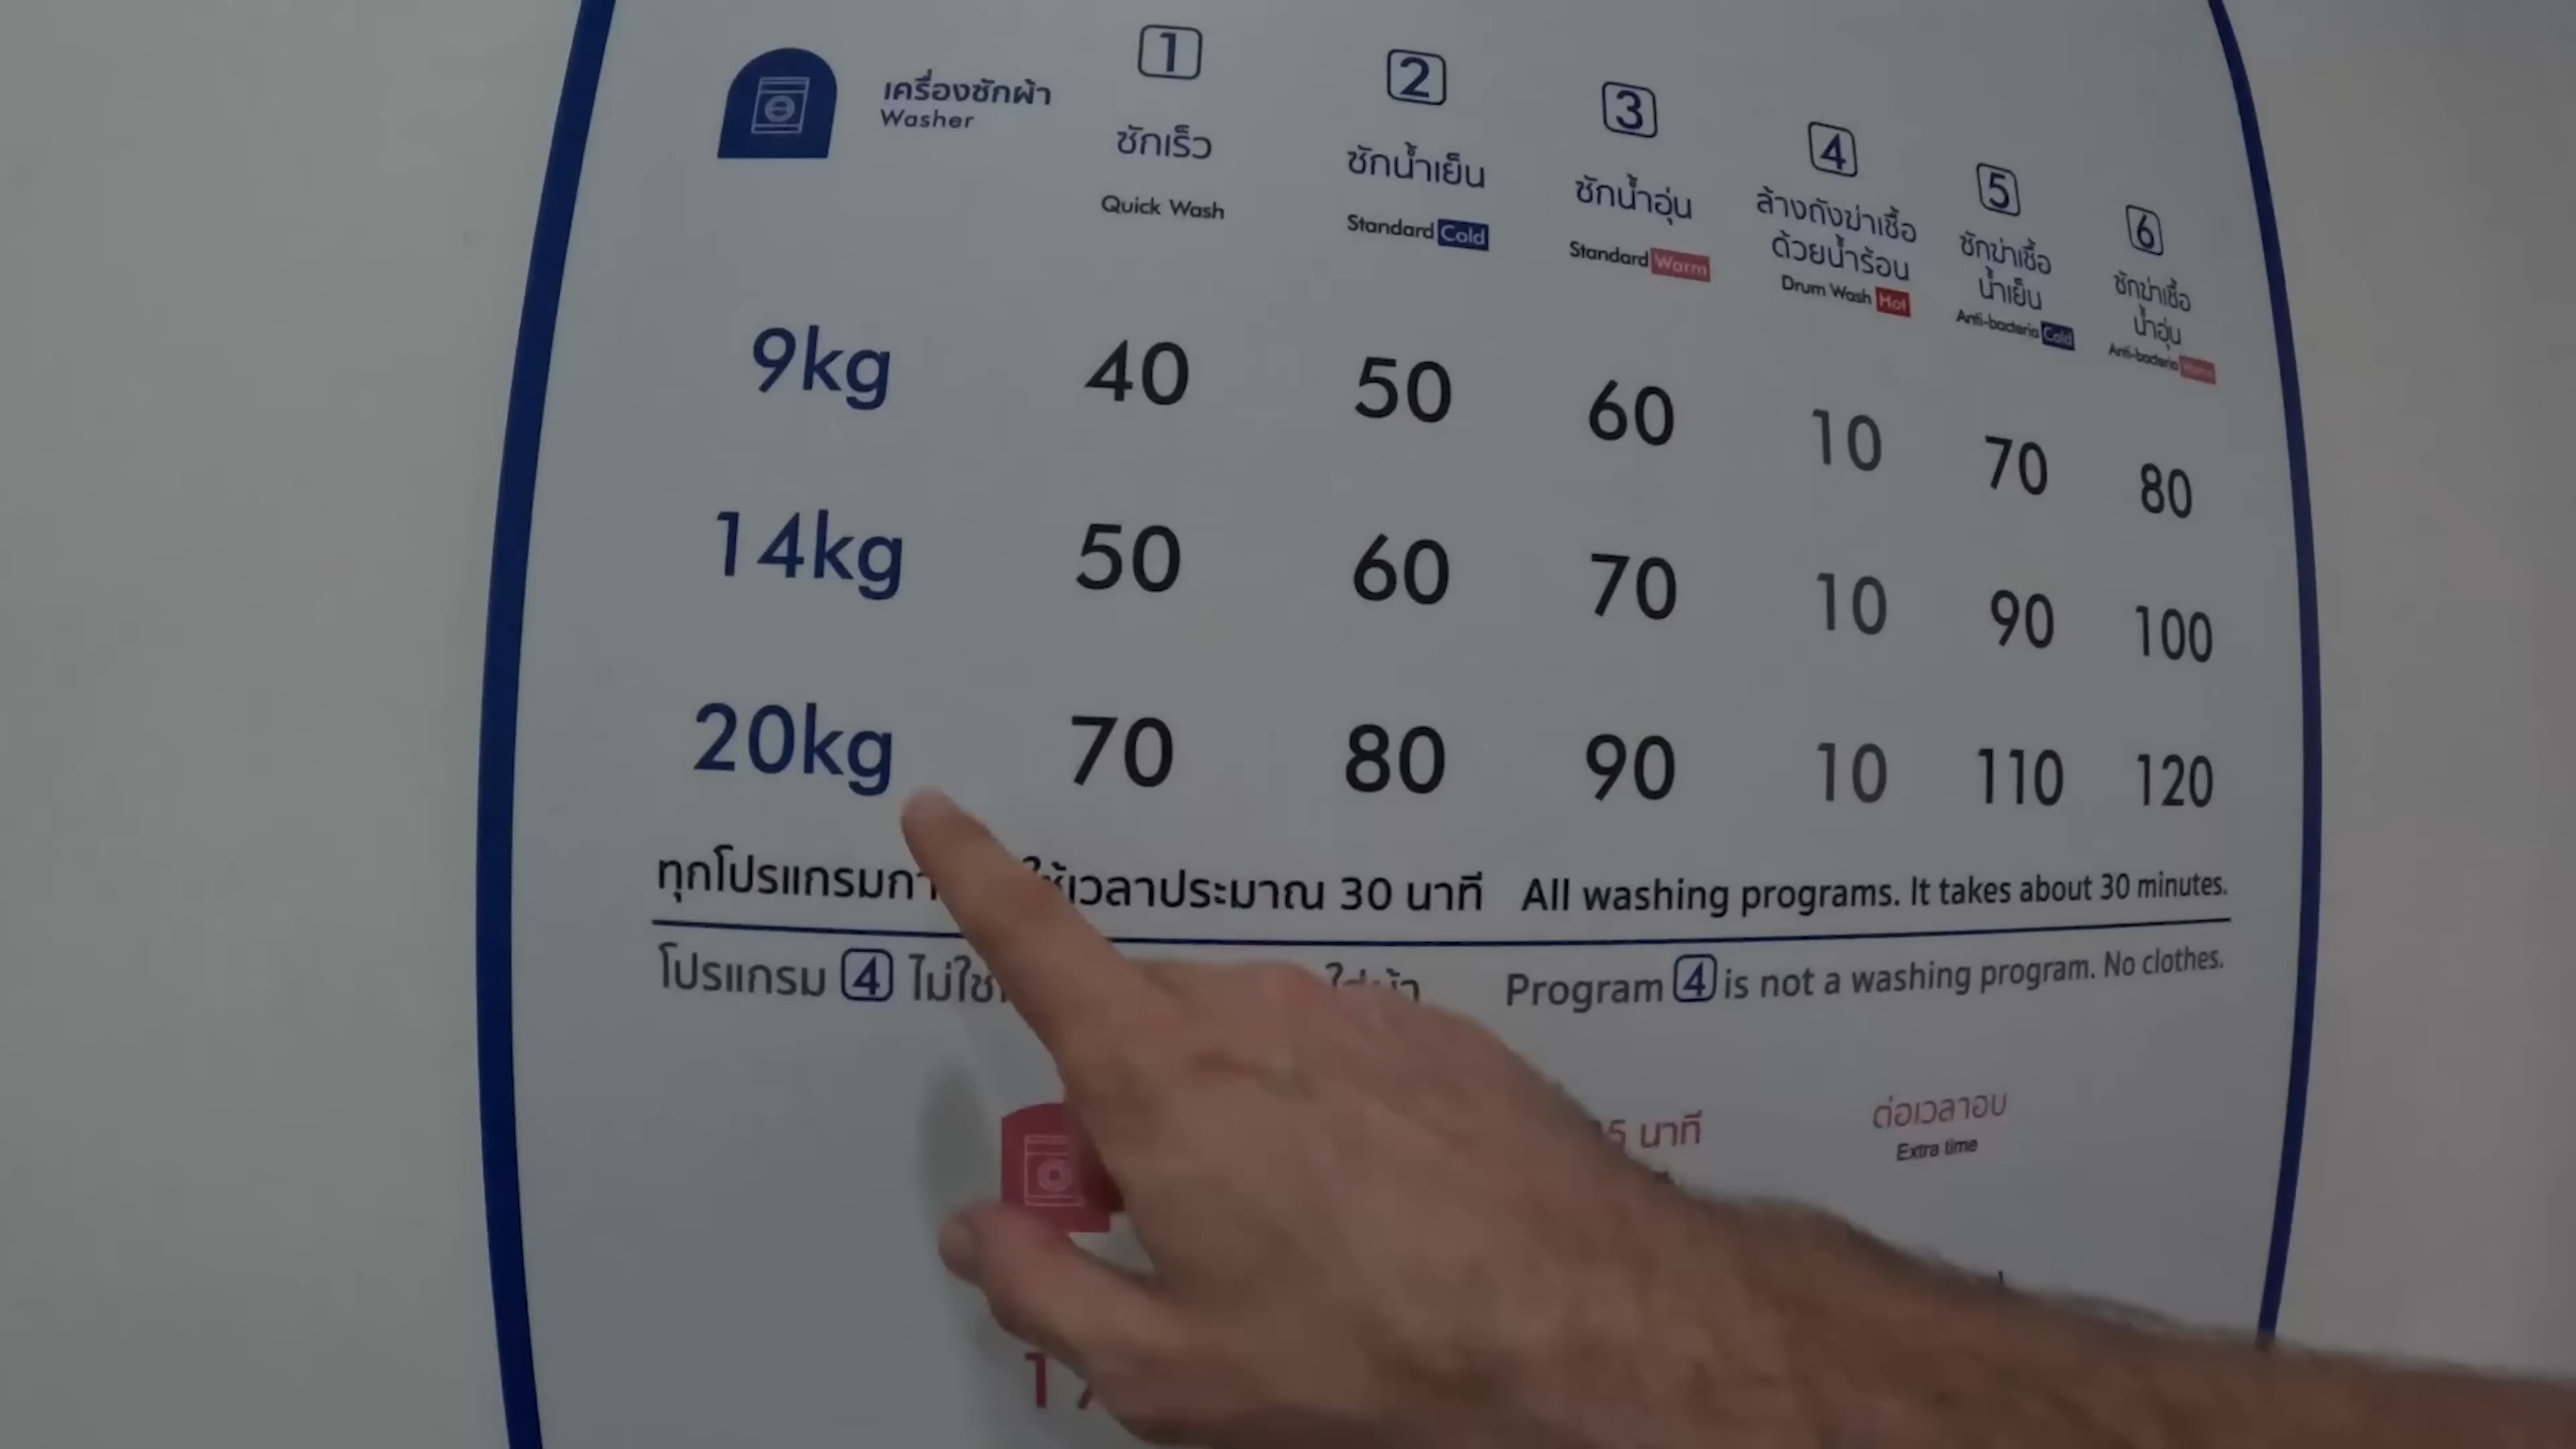 เครื่องซักผ้า
Washer
1 2 3 4 5 6
ซักเร็ว
Quick Wash
ซักน้ำเย็น
Standard Cold
ซักน้ำอุ่น
Standard Warm
ล้างถังฆ่าเชื้อ
ด้วยน้ำร้อน
Drum Wash Hot
ซักฆ่าเชื้อ
น้ำเย็น
Anti-bacteria Cold
ซักฆ่าเชื้อ
น้ำอุ่น
Anti-bacteria Warm
9kg 40 50 60 10 70 80
14kg 50 60 70 10 90 100
20kg 70 80 90 10 110 120
ทุกโปรแกรม ใช้เวลาประมาณ 30 นาที All washing programs. It takes about 30 minutes.
โปรแกรม 4 Program 4 is not a washing program. No clothes.
นาที
ต่อเวลาอบ
Extra time